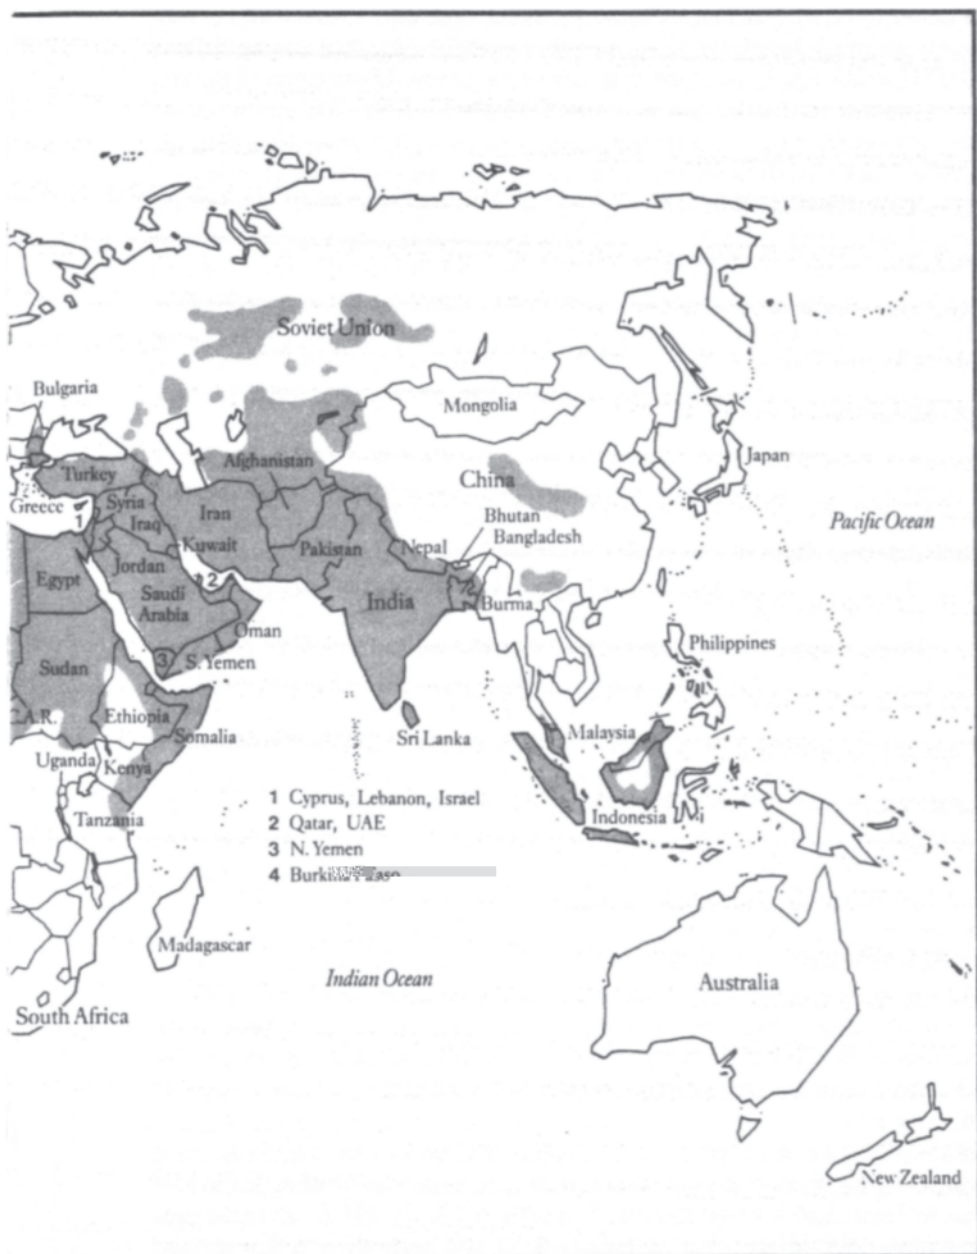 Soviet Union
Bulgaria
Mongolia
Japan
Afghanistan
Turkey
China
Greece
1
Syria
Iraq
Iran
Pacific Ocean
Bhutan
Bangladesh
Kuwait
Pakistan
Nepal
Jordan
Egypt
2
India
Burma
Saudi
Arabia
Oman
Philippines
3
S. Yemen
Sudan
C.A.R.
Ethiopia
Somalia
Sri Lanka
Malaysia
Uganda
Kenya
1 Cyprus, Lebanon, Israel
Tanzania
Indonesia
2 Qatar, UAE
3 N. Yemen
4
Madagascar
Indian Ocean
Australia
South Africa
New Zealand